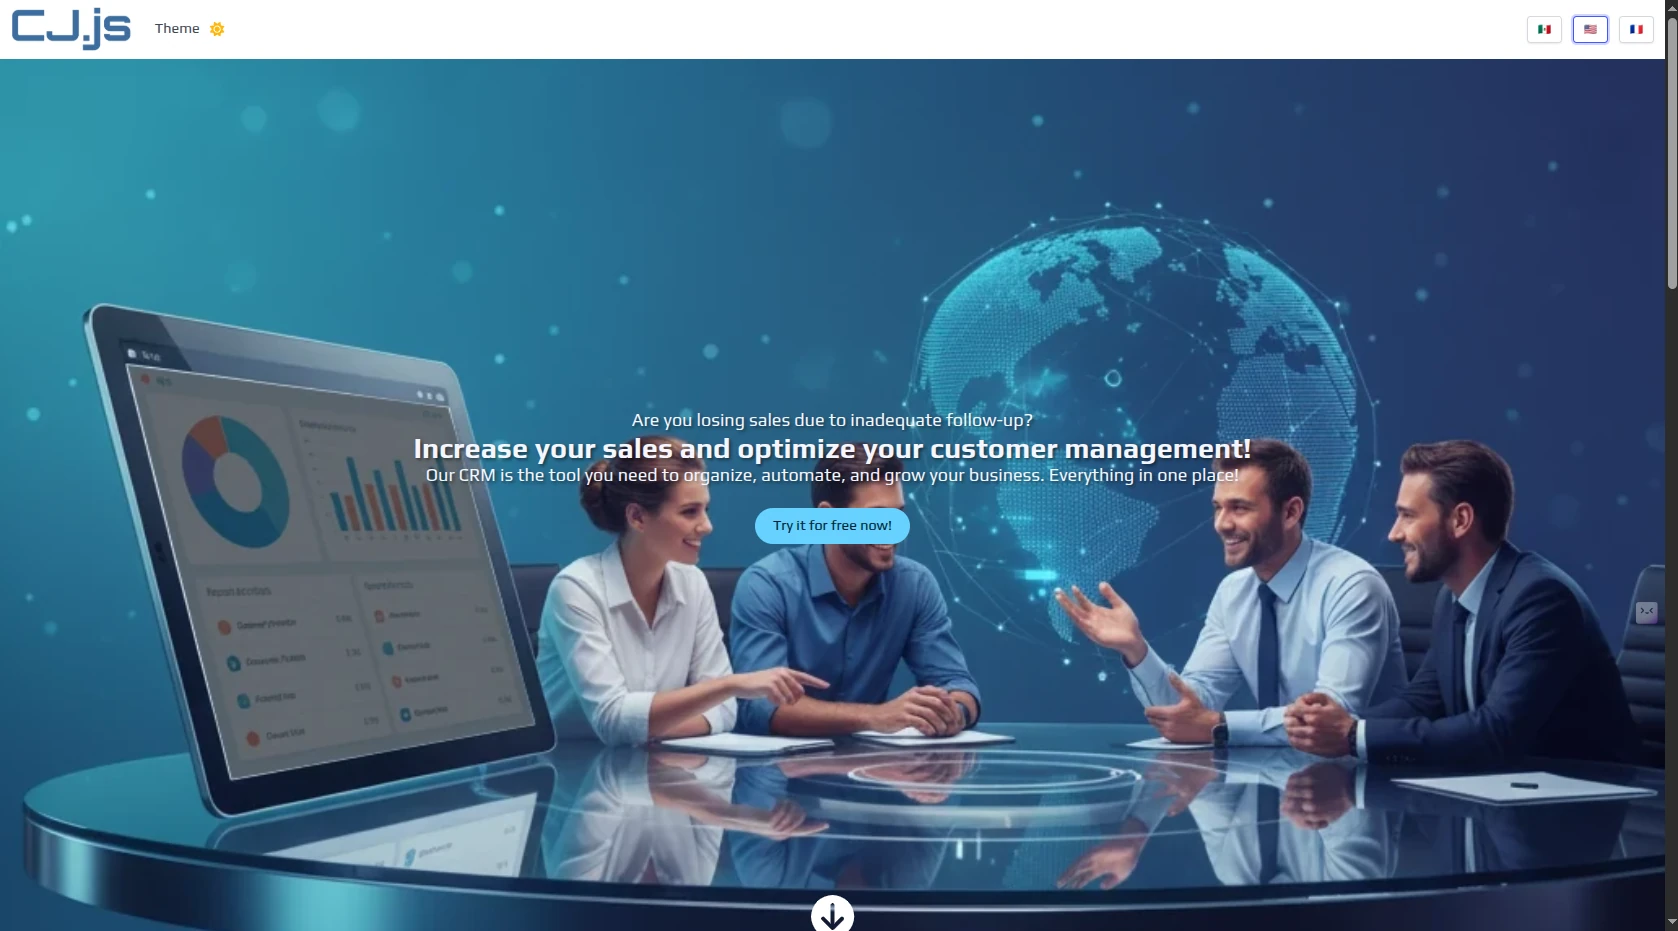 CJ.js
Theme
Are you losing sales due to inadequate follow-up?
Increase your sales and optimize your customer management!
Our CRM is the tool you need to organize, automate, and grow your business. Everything in one place!
Try it for free now!